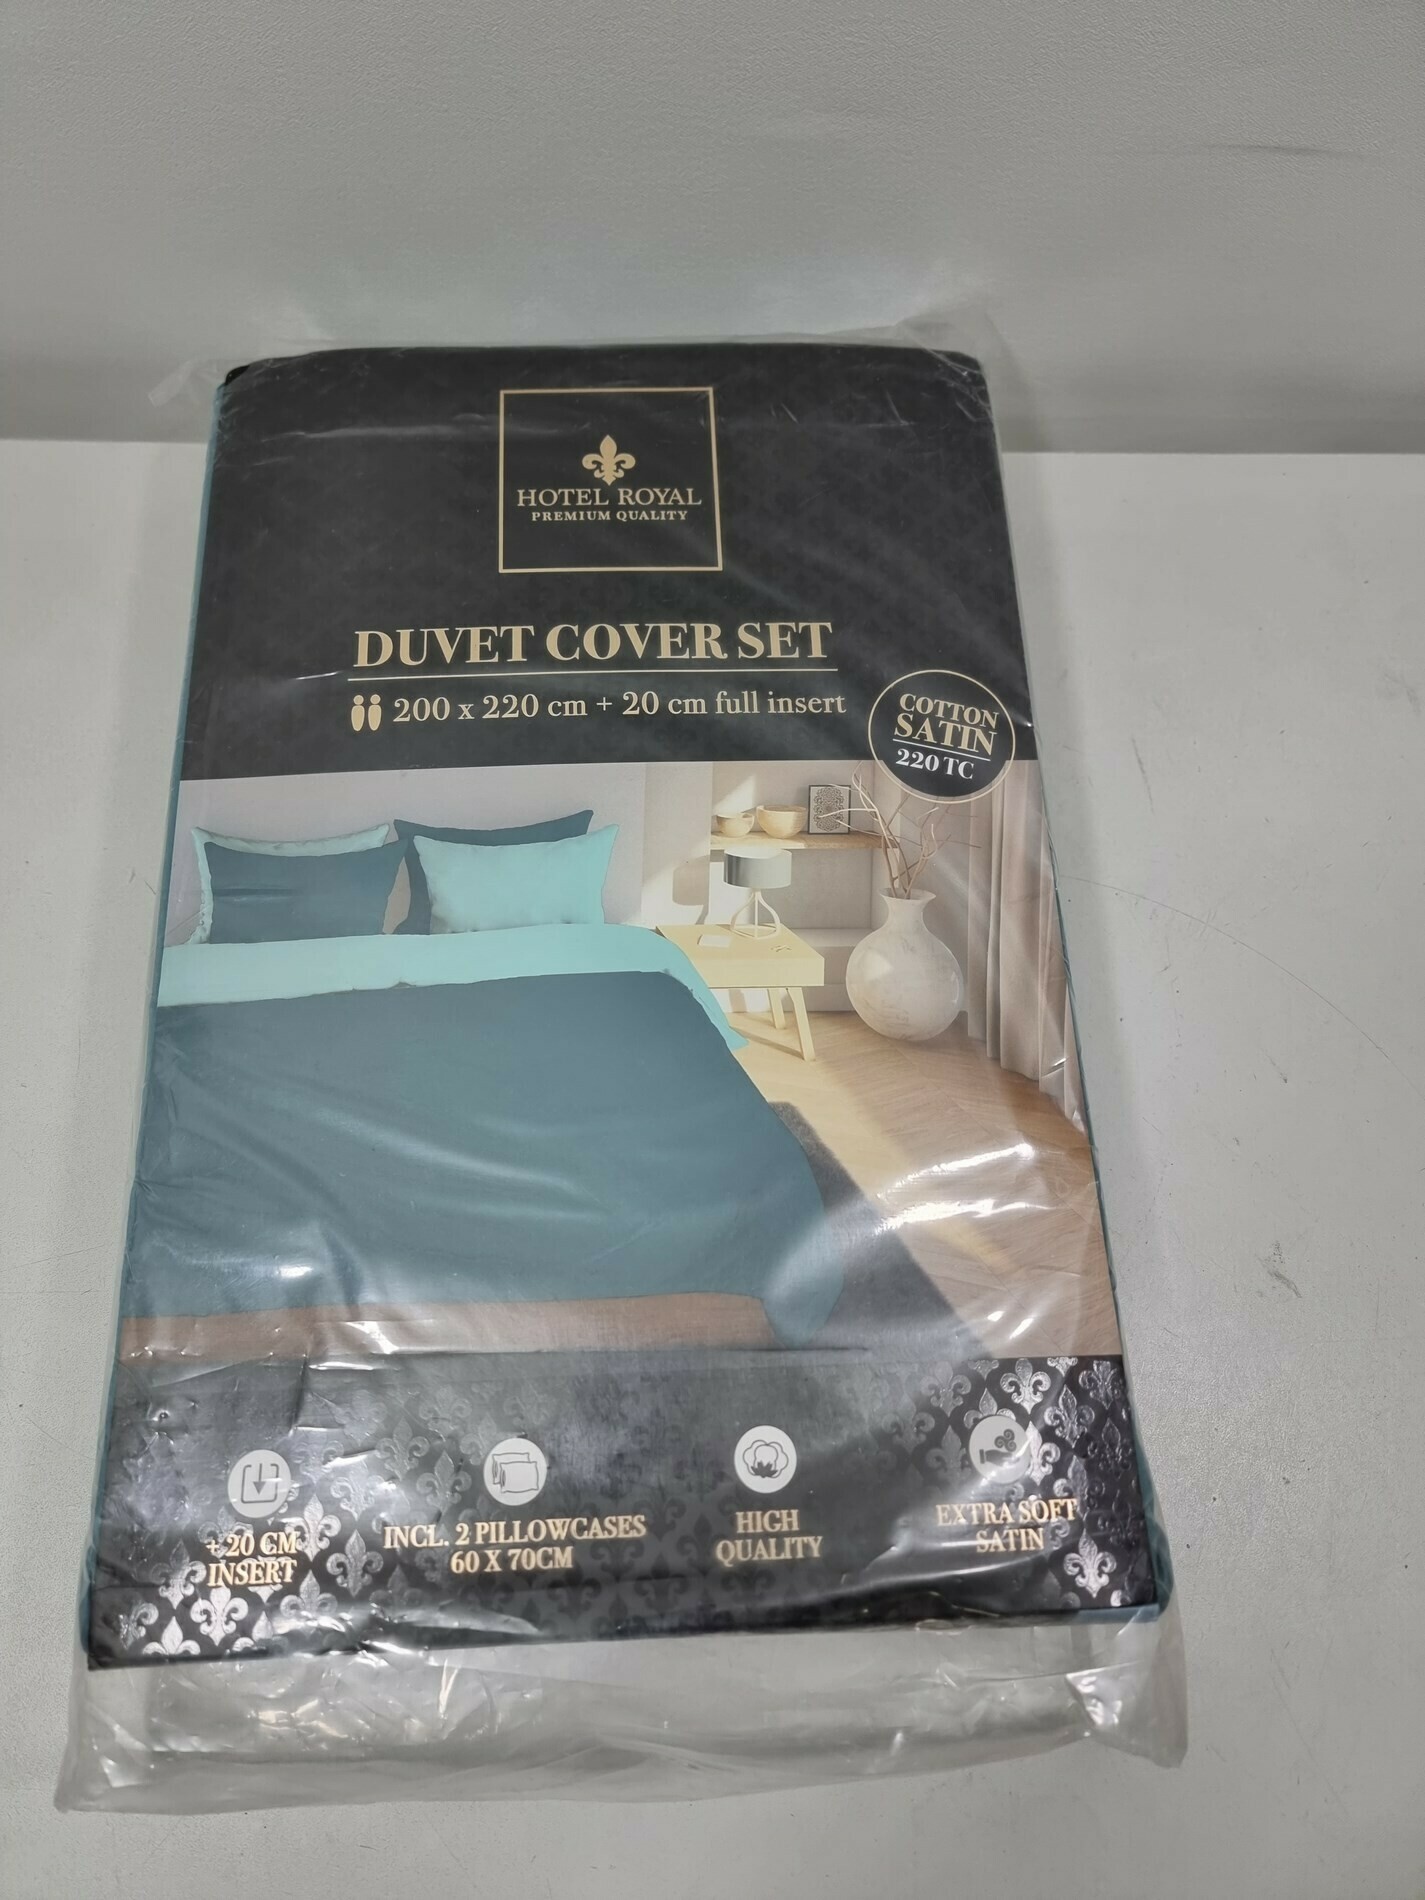 HOTEL ROYAL
PREMIUM QUALITY
DUVET COVER SET
200 x 220 cm + 20 cm full insert
COTTON
SATIN
220 TC
+ 20 CM
INSERT
INCL. 2 PILLOWCASES
60 X 70CM
HIGH
QUALITY
EXTRA SOFT
SATIN